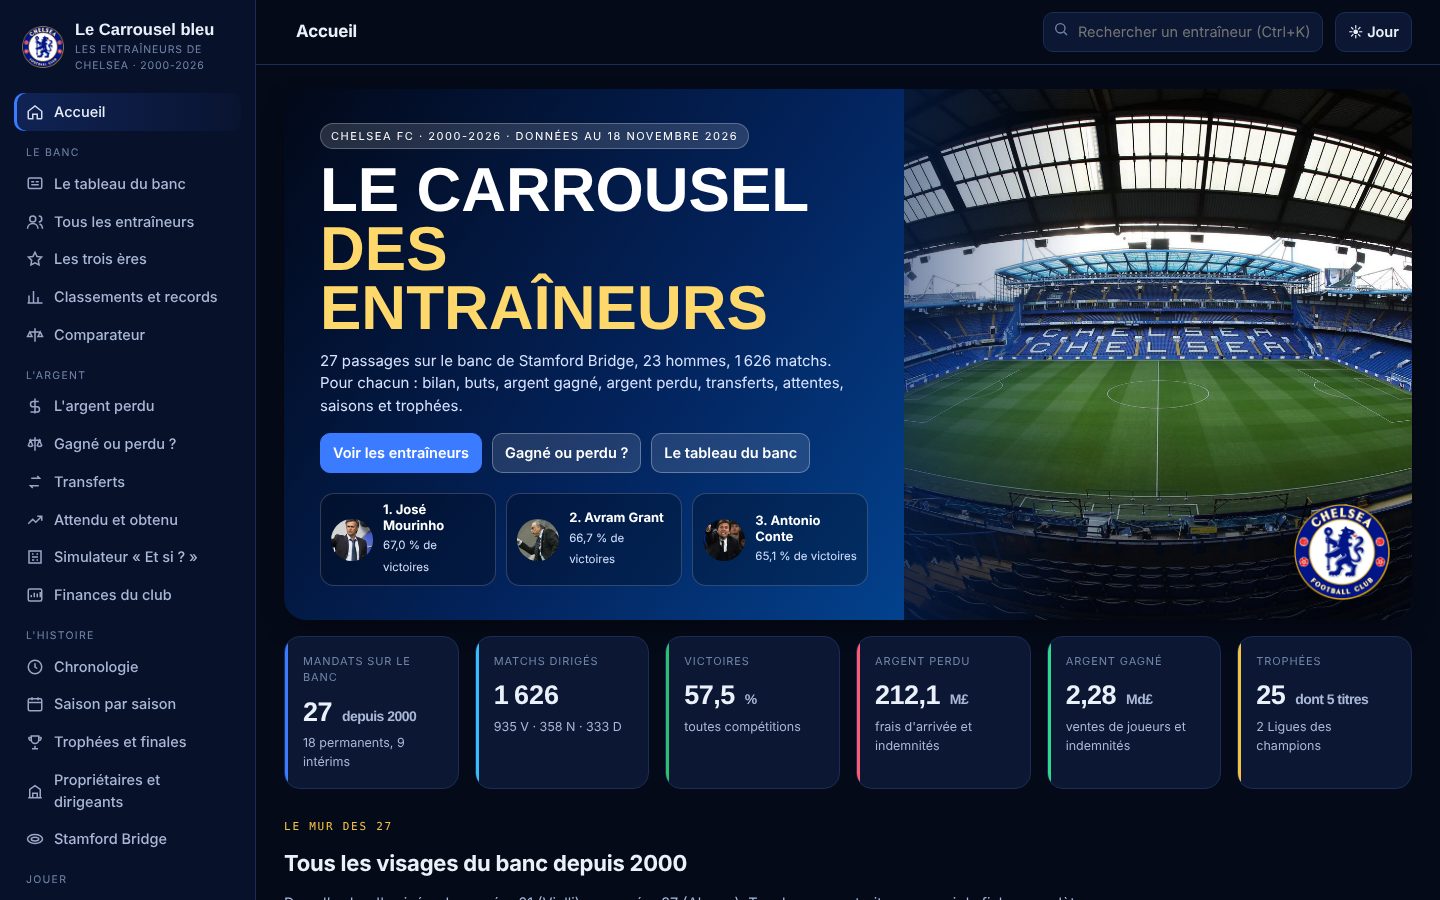 Le Carrousel bleu
LES ENTRAÎNEURS DE
CHELSEA · 2000-2026
Accueil
LE BANC
Le tableau du banc
Tous les entraîneurs
Les trois ères
Classements et records
Comparateur
L'ARGENT
L'argent perdu
Gagné ou perdu ?
Transferts
Attendu et obtenu
Simulateur « Et si ? »
Finances du club
L'HISTOIRE
Chronologie
Saison par saison
Trophées et finales
Propriétaires et
dirigeants
Stamford Bridge
JOUER
Accueil
Rechercher un entraîneur (Ctrl+K)
Jour
CHELSEA FC · 2000-2026 · DONNÉES AU 18 NOVEMBRE 2026
LE CARROUSEL
DES
ENTRAÎNEURS
27 passages sur le banc de Stamford Bridge, 23 hommes, 1 626 matchs.
Pour chacun : bilan, buts, argent gagné, argent perdu, transferts, attentes,
saisons et trophées.
Voir les entraîneurs
Gagné ou perdu ?
Le tableau du banc
1. José
Mourinho
67,0 % de
victoires
2. Avram Grant
66,7 % de
victoires
3. Antonio
Conte
65,1 % de victoires
CHELSEA
CHELSEA
CHELSEA
FOOTBALL CLUB
MANDATS SUR LE
BANC
27 depuis 2000
18 permanents, 9
intérims
MATCHS DIRIGÉS
1 626
935 V · 358 N · 333 D
VICTOIRES
57,5 %
toutes compétitions
ARGENT PERDU
212,1 M£
frais d'arrivée et
indemnités
ARGENT GAGNÉ
2,28 Md£
ventes de joueurs et
indemnités
TROPHÉES
25 dont 5 titres
2 Ligues des
champions
LE MUR DES 27
Tous les visages du banc depuis 2000